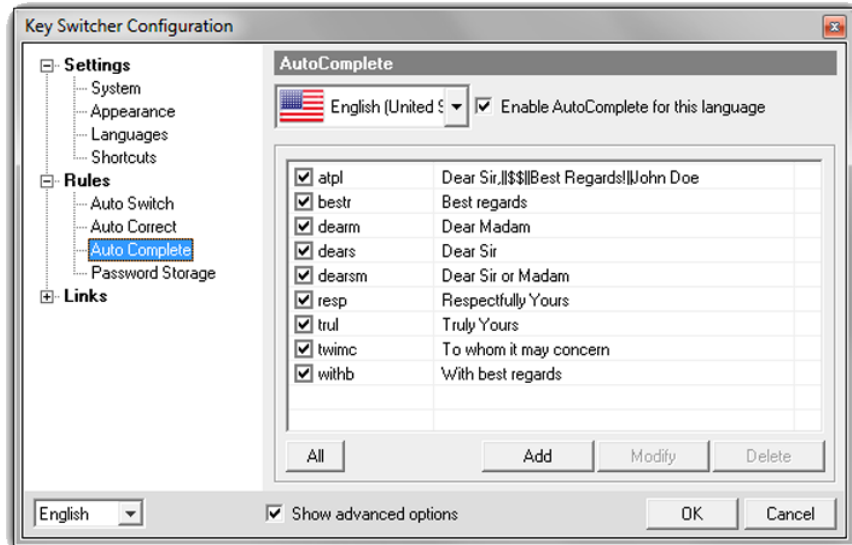 Key Switcher Configuration
Settings
System
Appearance
Languages
Shortcuts
Rules
Auto Switch
Auto Correct
Auto Complete
Password Storage
Links
AutoComplete
English (United S
Enable AutoComplete for this language
atpl Dear Sir,||$$||Best Regards!||John Doe
bestr Best regards
dearm Dear Madam
dears Dear Sir
dearsm Dear Sir or Madam
resp Respectfully Yours
trul Truly Yours
twimc To whom it may concern
withb With best regards
All Add Modify Delete
English Show advanced options OK Cancel